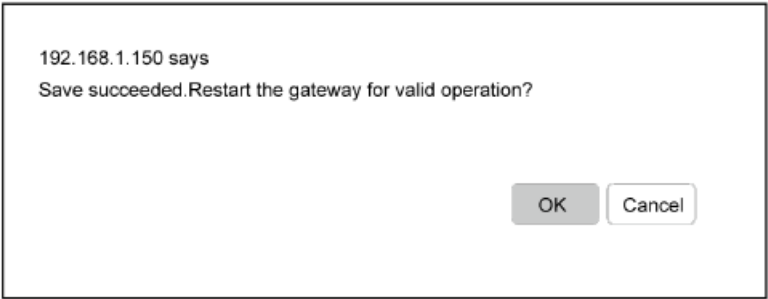 192.168.1.150 says
Save succeeded.Restart the gateway for valid operation?
OK Cancel